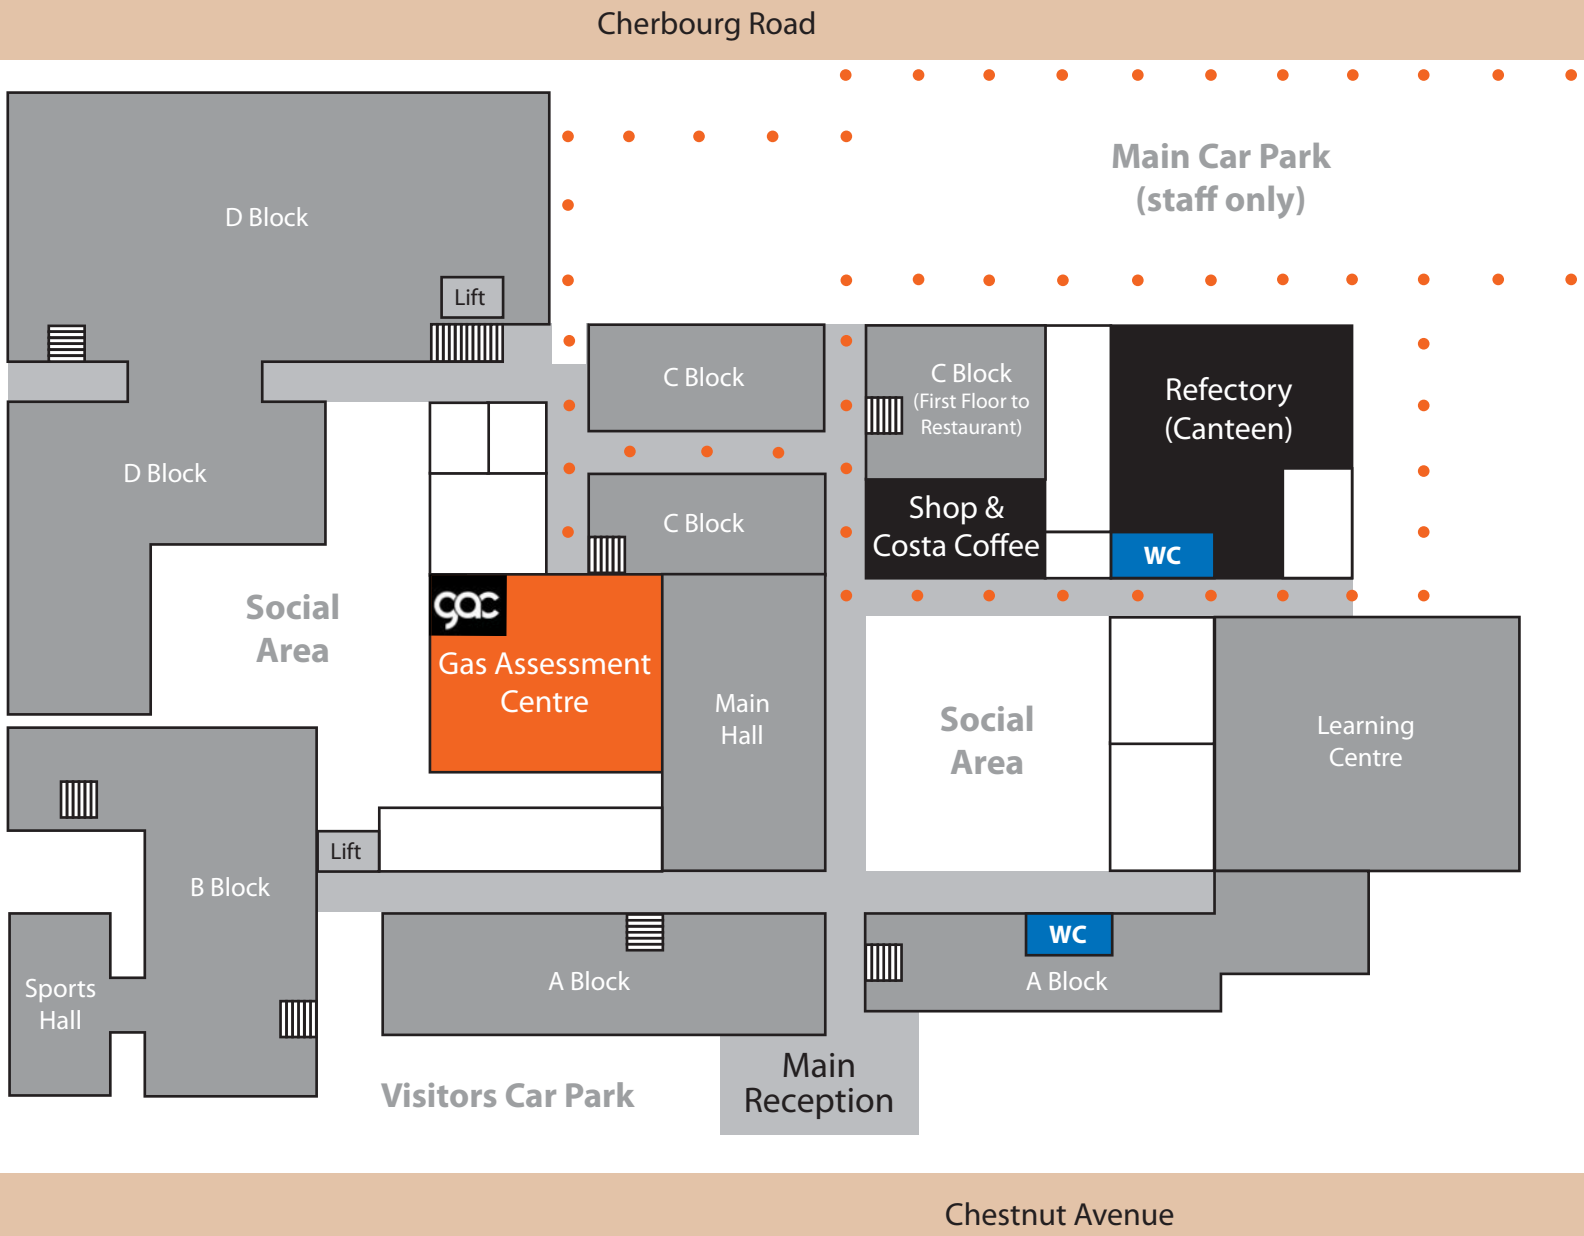 Cherbourg Road
Main Car Park
(staff only)
D Block
Lift
C Block
C Block
(First Floor to
Restaurant)
Refectory
(Canteen)
D Block
C Block
Shop &
Costa Coffee
WC
gac
Gas Assessment
Centre
Social
Area
Main
Hall
Social
Area
Learning
Centre
Lift
B Block
A Block
WC
A Block
Sports
Hall
Visitors Car Park
Main
Reception
Chestnut Avenue